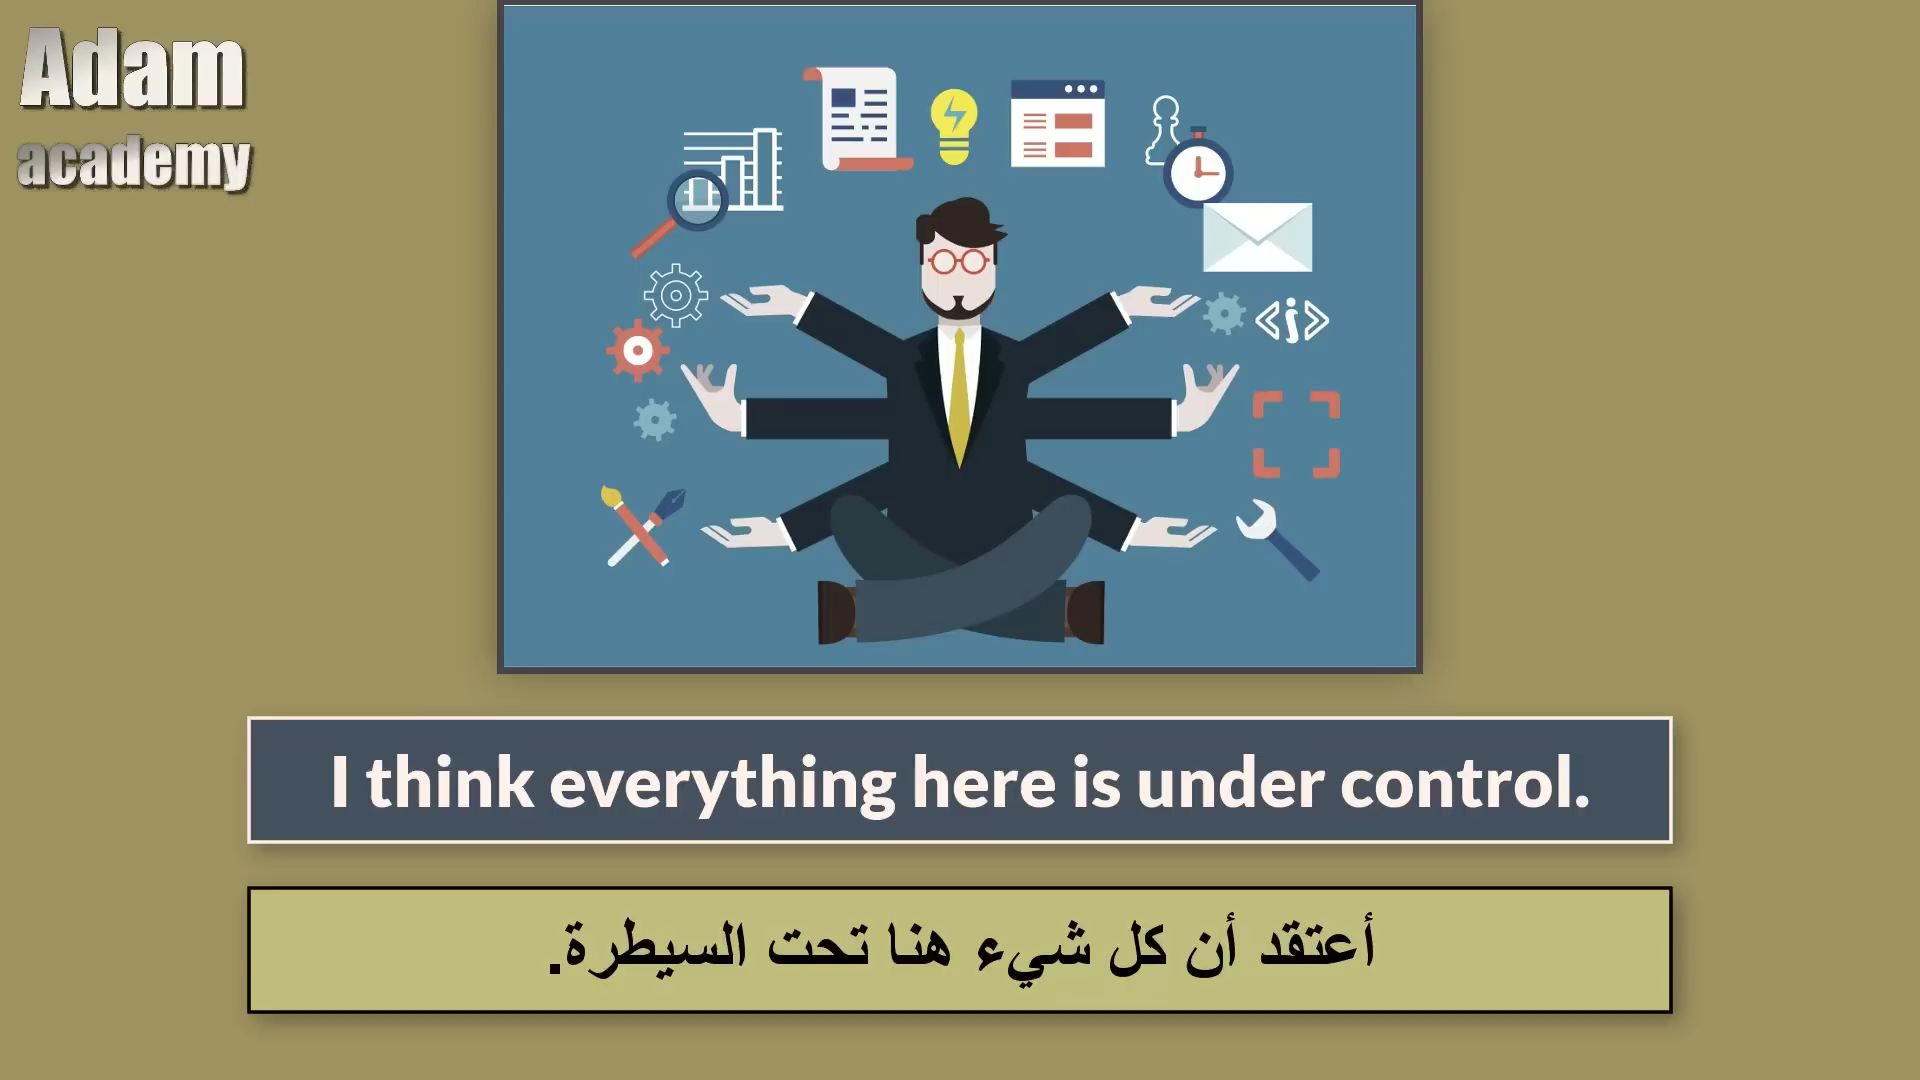 Adam
academy
<i>
I think everything here is under control.
أعتقد أن كل شيء هنا تحت السيطرة.